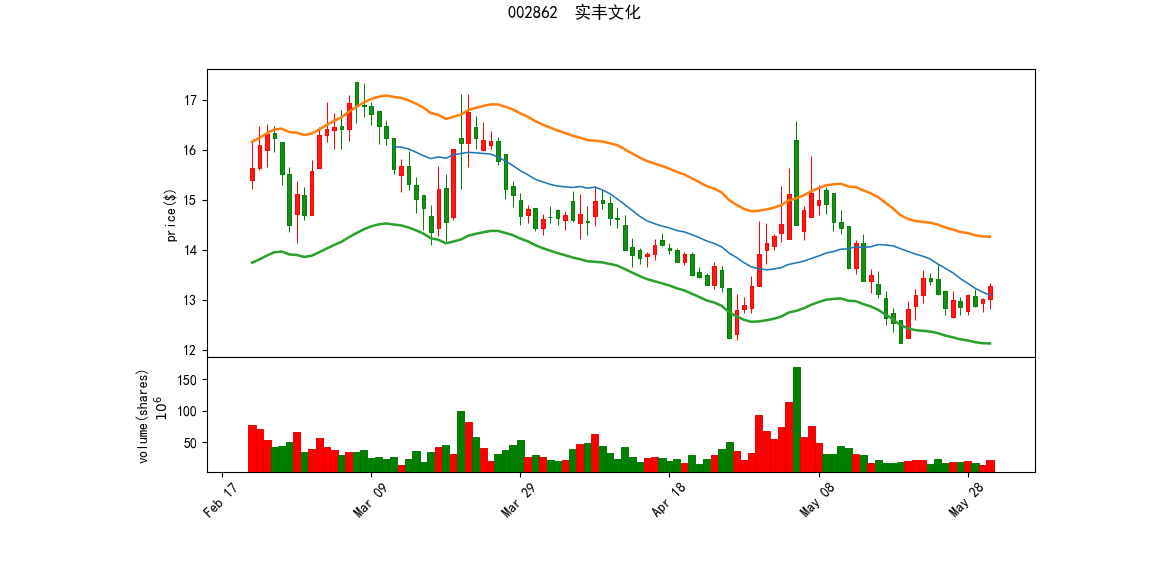 002862 实丰文化
price($)
17
16
15
14
13
12
volume(shares)
10^6
150
100
50
Feb 17
Mar 09
Mar 29
Apr 18
May 08
May 28